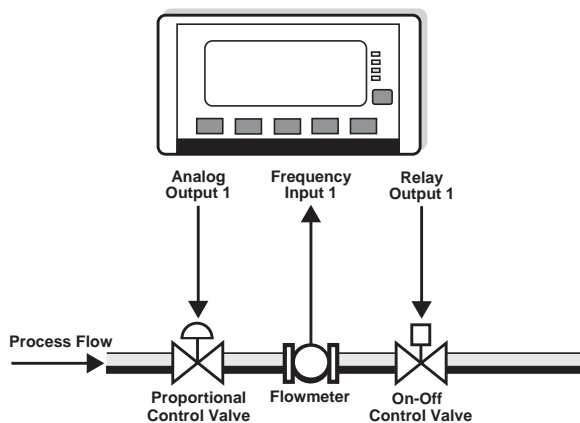 Analog
Output 1
Frequency
Input 1
Relay
Output 1
Process Flow
Proportional
Control Valve
Flowmeter
On-Off
Control Valve